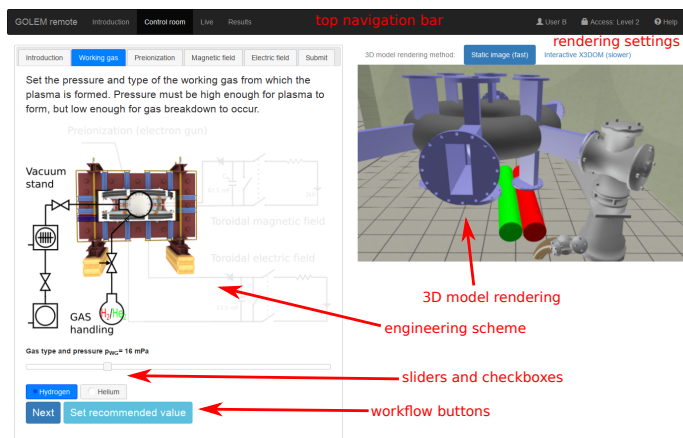 GOLEM remote Introduction Control room Live Results top navigation bar User B Access: Level 2 Help
rendering settings
Introduction Working gas Preionization Magnetic field Electric field Submit
3D model rendering method: Static image (fast) Interactive X3DOM (slower)
Set the pressure and type of the working gas from which the
plasma is formed. Pressure must be high enough for plasma to
form, but low enough for gas breakdown to occur.
Preionization (electron gun)
Vacuum
stand
Toroidal magnetic field
Toroidal electric field
GAS
handling
H₂/He
3D model rendering
engineering scheme
Gas type and pressure pWG= 16 mPa
sliders and checkboxes
Hydrogen Helium
Next Set recommended value
workflow buttons